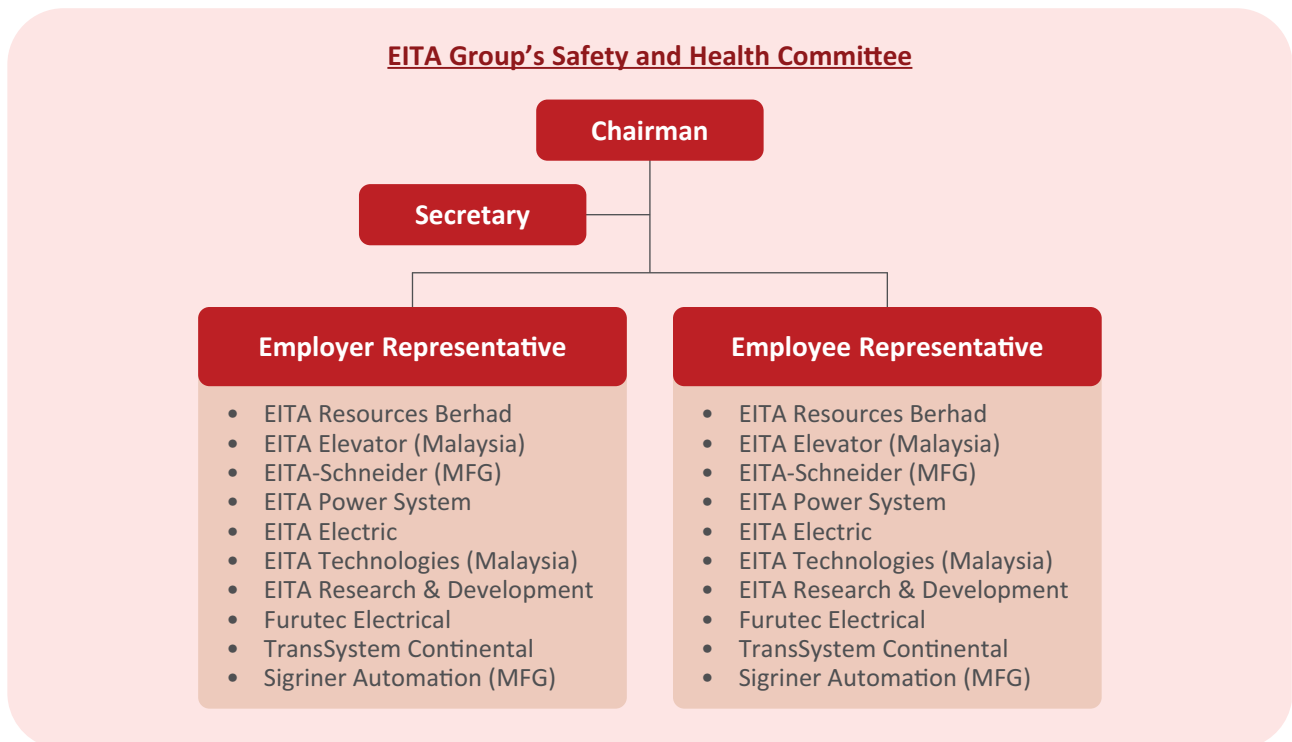 EITA Group’s Safety and Health Committee
Chairman
Secretary
Employer Representative
• EITA Resources Berhad
• EITA Elevator (Malaysia)
• EITA-Schneider (MFG)
• EITA Power System
• EITA Electric
• EITA Technologies (Malaysia)
• EITA Research & Development
• Furutec Electrical
• TransSystem Continental
• Sigriner Automation (MFG)
Employee Representative
• EITA Resources Berhad
• EITA Elevator (Malaysia)
• EITA-Schneider (MFG)
• EITA Power System
• EITA Electric
• EITA Technologies (Malaysia)
• EITA Research & Development
• Furutec Electrical
• TransSystem Continental
• Sigriner Automation (MFG)